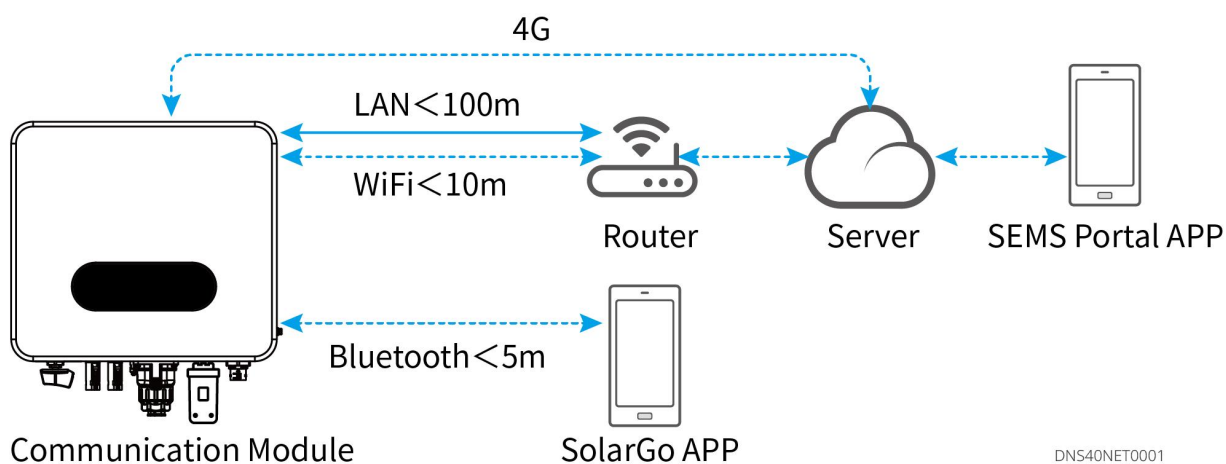 4G
LAN<100m
WiFi<10m
Router
Server
SEMS Portal APP
Bluetooth<5m
Communication Module
SolarGo APP
DNS40NET0001